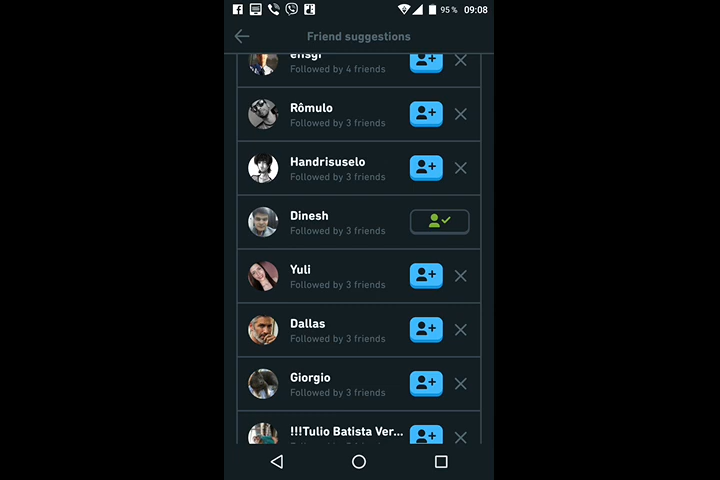 95 %
09:08
Friend suggestions
ensgi
Followed by 4 friends
Rômulo
Followed by 3 friends
Handrisuselo
Followed by 3 friends
Dinesh
Followed by 3 friends
Yuli
Followed by 3 friends
Dallas
Followed by 3 friends
Giorgio
Followed by 3 friends
!!!Tulio Batista Ver...